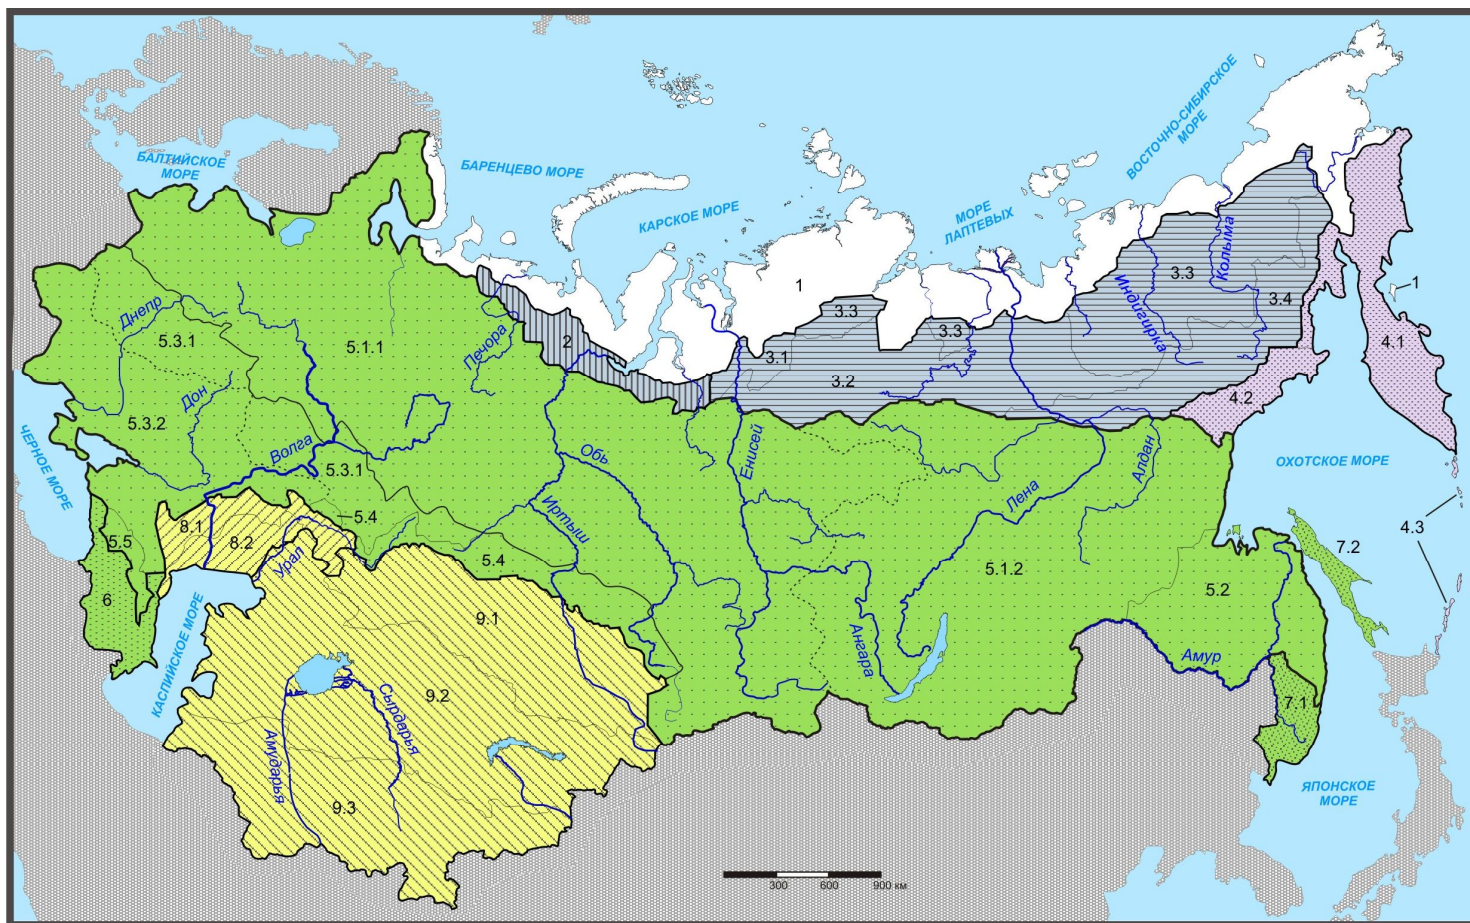 ВОСТОЧНО-СИБИРСКОЕ
МОРЕ
БАЛТИЙСКОЕ
МОРЕ
БАРЕНЦЕВО МОРЕ
КАРСКОЕ МОРЕ
МОРЕ
ЛАПТЕВЫХ
Колыма
3.3
Индигирка
3.4
1
1
Днепр
5.3.1
5.1.1
Печора
2
3.3
3.3
3.1
3.2
4.1
4.2
Дон
5.3.2
Волга
5.3.1
Обь
Енисей
Алдан
ЧЕРНОЕ МОРЕ
ОХОТСКОЕ МОРЕ
Лена
Иртыш
5.4
8.1
8.2
Урал
5.5
5.4
4.3
7.2
5.1.2
5.2
6
9.1
Ангара
Амур
КАСПИЙСКОЕ МОРЕ
9.2
Сырдарья
7.1
Амударья
9.3
ЯПОНСКОЕ
МОРЕ
300
600
900 км